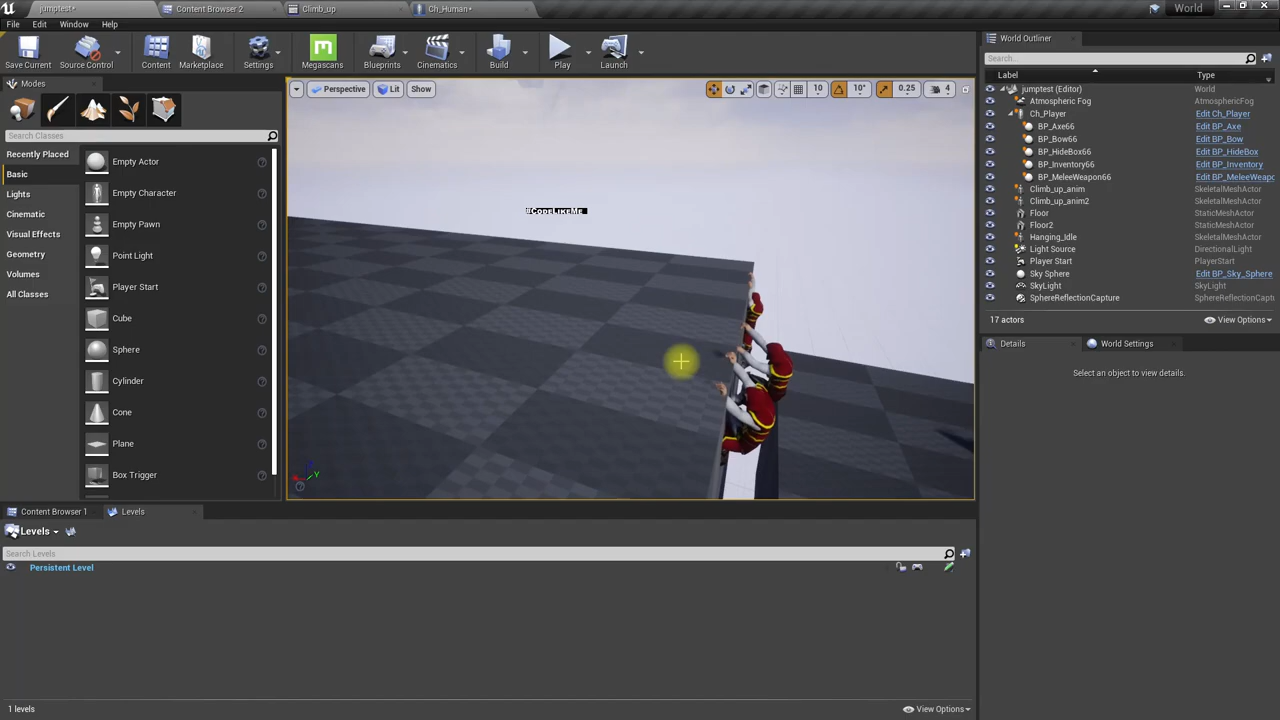 jumptest*
Content Browser 2
Climb_up
Ch_Human*
File Edit Window Help
World
Save Current
Source Control
Content
Marketplace
Settings
Megascans
Blueprints
Cinematics
Build
Play
Launch
Modes
Search Classes
Recently Placed
Basic
Lights
Cinematic
Visual Effects
Geometry
Volumes
All Classes
Empty Actor
Empty Character
Empty Pawn
Point Light
Player Start
Cube
Sphere
Cylinder
Cone
Plane
Box Trigger
Perspective
Lit
Show
10
10°
0.25
4
#CodeLikeMe
X
Y
World Outliner
Search...
Label Type
jumptest (Editor) World
Atmospheric Fog AtmosphericFog
Ch_Player Edit Ch_Player
BP_Axe66 Edit BP_Axe
BP_Bow66 Edit BP_Bow
BP_HideBox66 Edit BP_HideBox
BP_Inventory66 Edit BP_Inventory
BP_MeleeWeapon66 Edit BP_MeleeWeapo
Climb_up_anim SkeletalMeshActor
Climb_up_anim2 SkeletalMeshActor
Floor StaticMeshActor
Floor2 StaticMeshActor
Hanging_Idle SkeletalMeshActor
Light Source DirectionalLight
Player Start PlayerStart
Sky Sphere Edit BP_Sky_Sphere
SkyLight SkyLight
SphereReflectionCapture SphereReflectionCapt
17 actors
View Options
Details
World Settings
Select an object to view details.
Content Browser 1
Levels
Levels
Search Levels
Persistent Level
1 levels
View Options